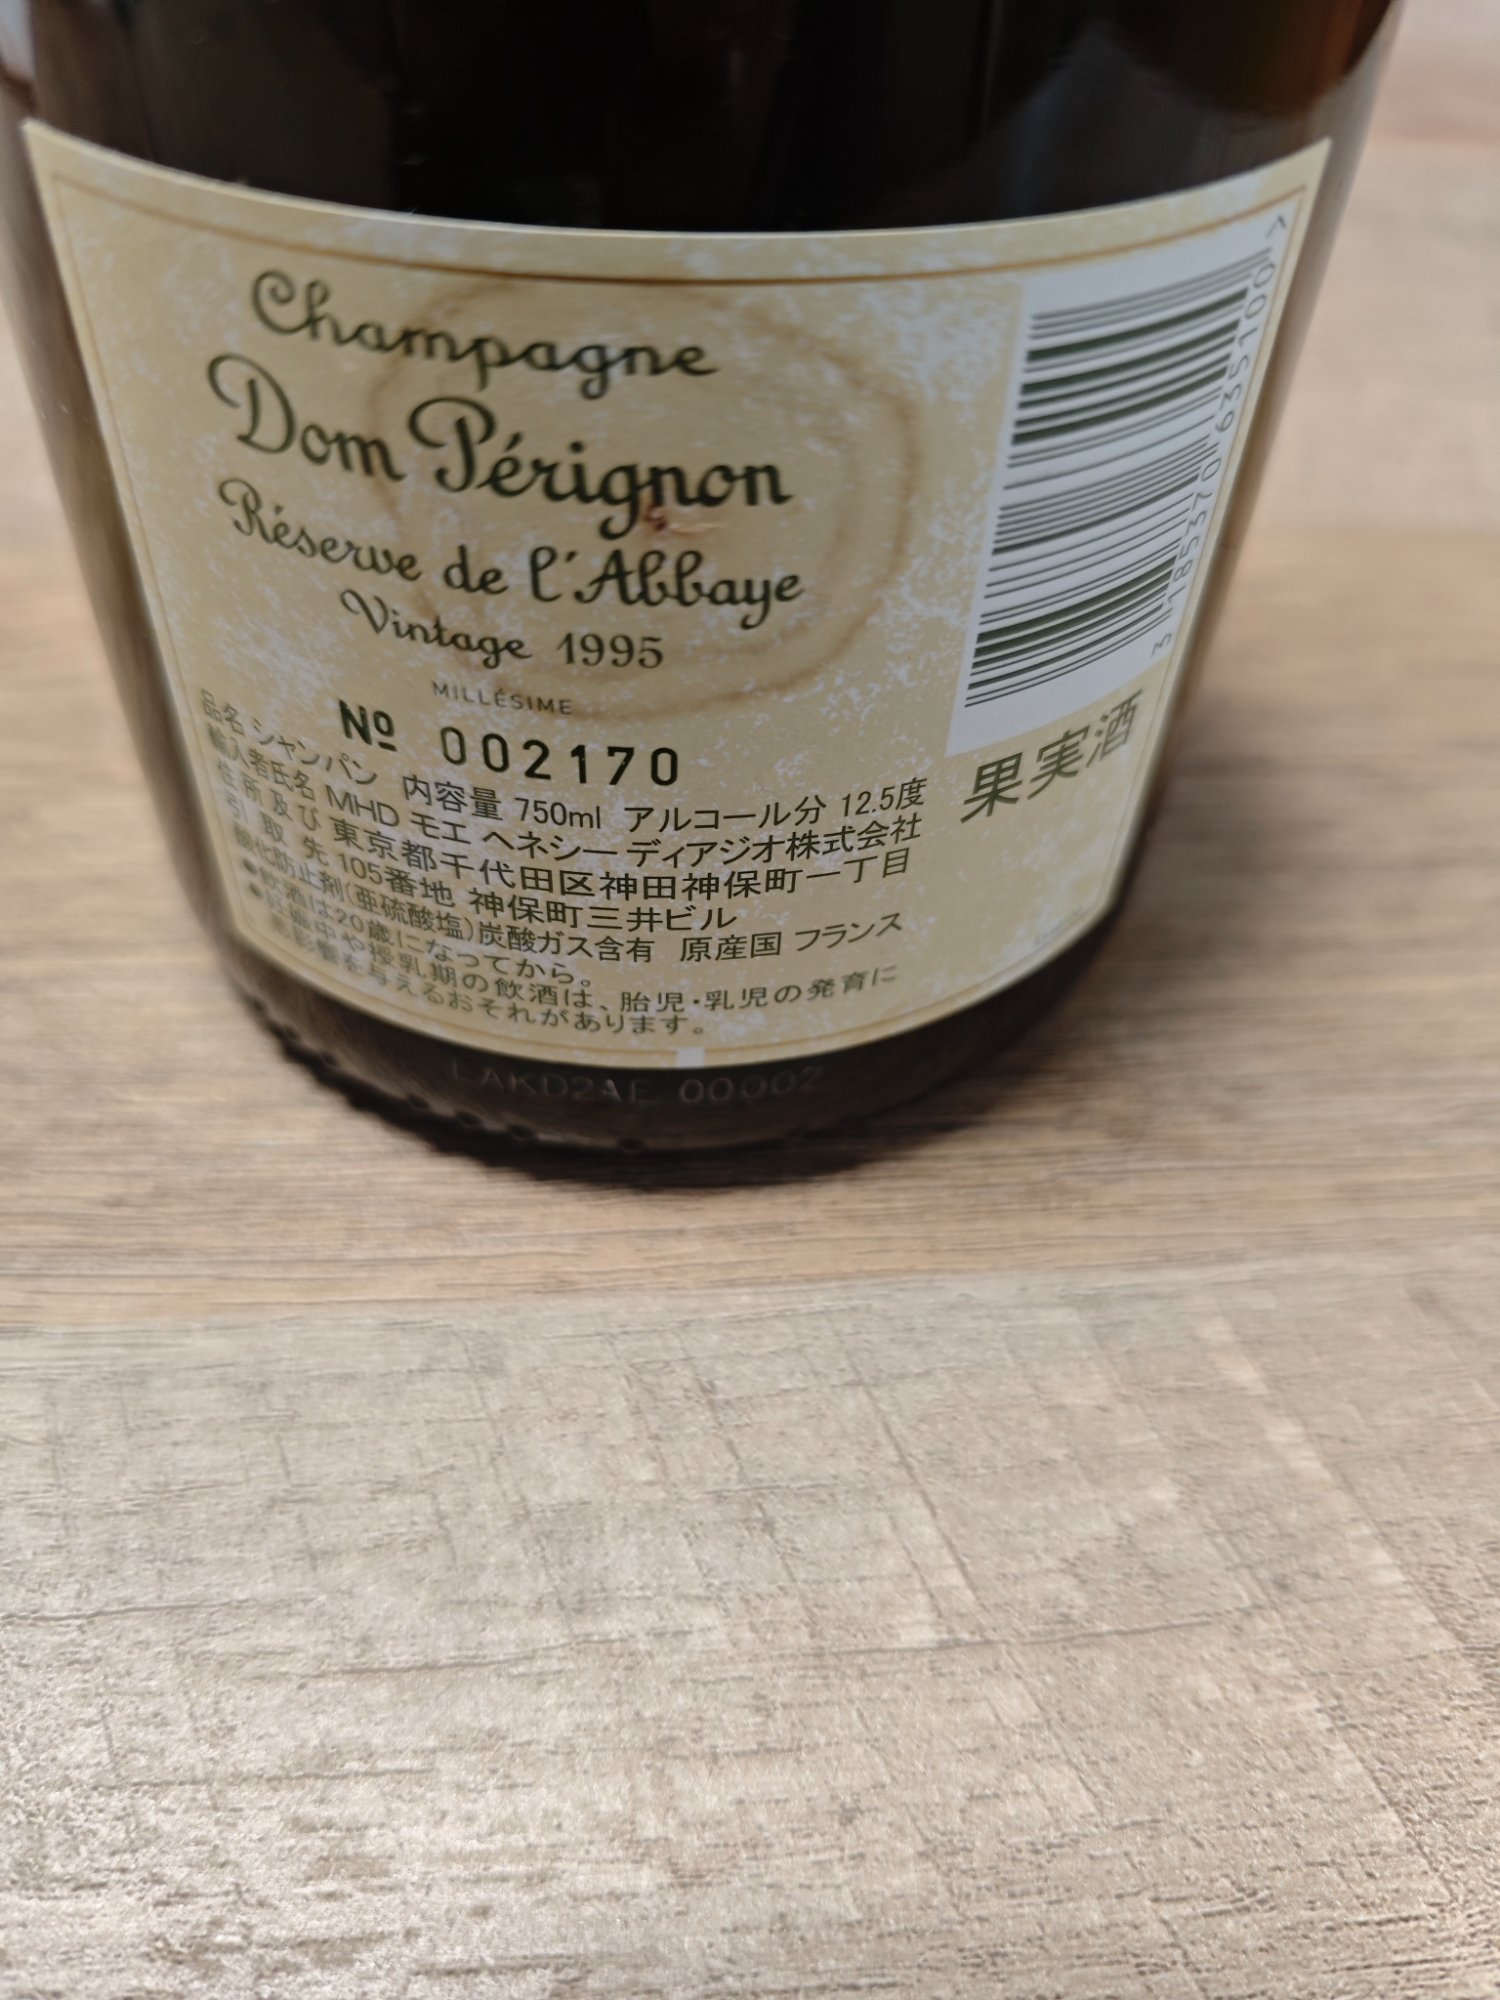 Champagne
Dom Pérignon
Réserve de l'Abbaye
Vintage 1995
MILLÉSIME
Nº 002170
品名 シャンパン 内容量 750ml アルコール分 12.5度
輸入者氏名 MHD モエ ヘネシー ディアジオ株式会社
住所及び 東京都千代田区神田神保町一丁目
引取先 105番地 神保町三井ビル
酸化防止剤(亜硫酸塩)炭酸ガス含有 原産国 フランス
●飲酒は20歳になってから。
●妊娠中や授乳期の飲酒は、胎児・乳児の発育に
悪影響を与えるおそれがあります。
3 185370 635100 >
果実酒
LAKD2AE 00002